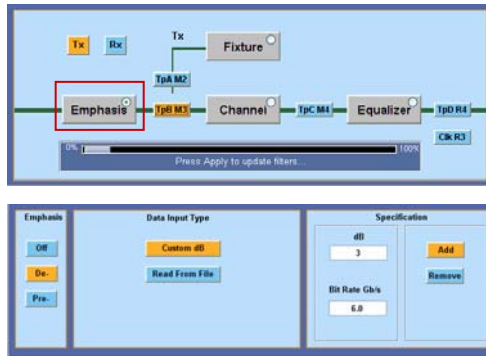 Tx
Rx
Tx
Fixture
TpA M2
Emphasis
TpB M3
Channel
TpC M4
Equalizer
TpD R4
Clk R3
0%
100%
Press Apply to update filters...
Emphasis
Off
De-
Pre-
Data Input Type
Custom dB
Read From File
Specification
dB
3
Bit Rate Gb/s
6.0
Add
Remove